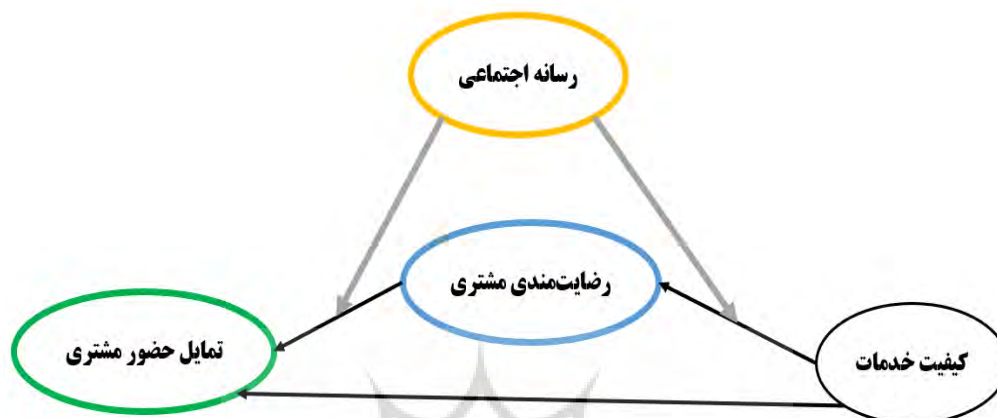 رسانه اجتماعی
رضایت‌مندی مشتری
تمایل حضور مشتری
کیفیت خدمات